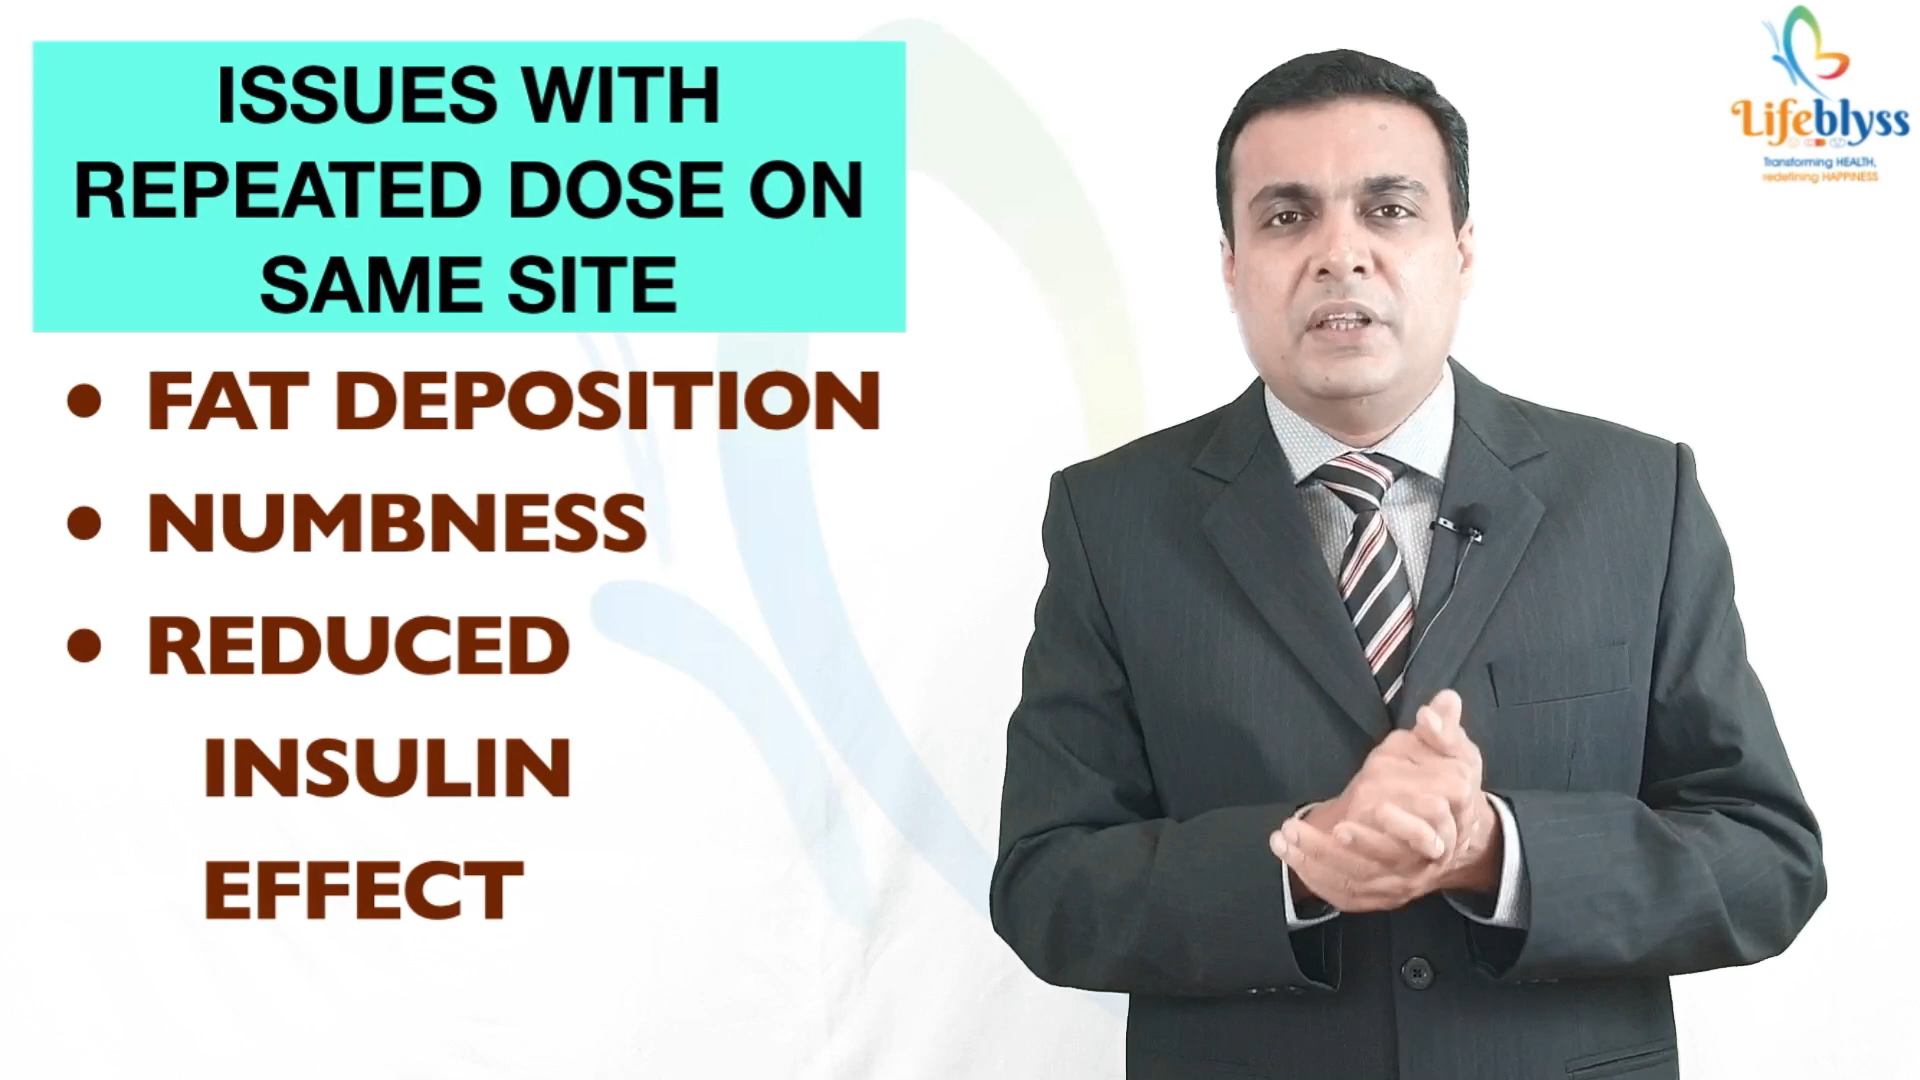 ISSUES WITH
REPEATED DOSE ON
SAME SITE
• FAT DEPOSITION
• NUMBNESS
• REDUCED
INSULIN
EFFECT
Lifeblyss
Transforming HEALTH,
redefining HAPPINESS